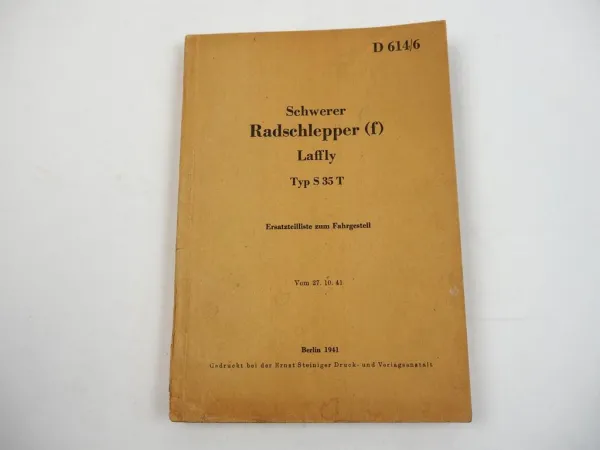 D 614/6
Schwerer
Radschlepper (f)
Laffly
Typ S 35 T
Ersatzteilliste zum Fahrgestell
Vom 27. 10. 41
Berlin 1941
Gedruckt bei der Ernst Steiniger Druck- und Verlagsanstalt